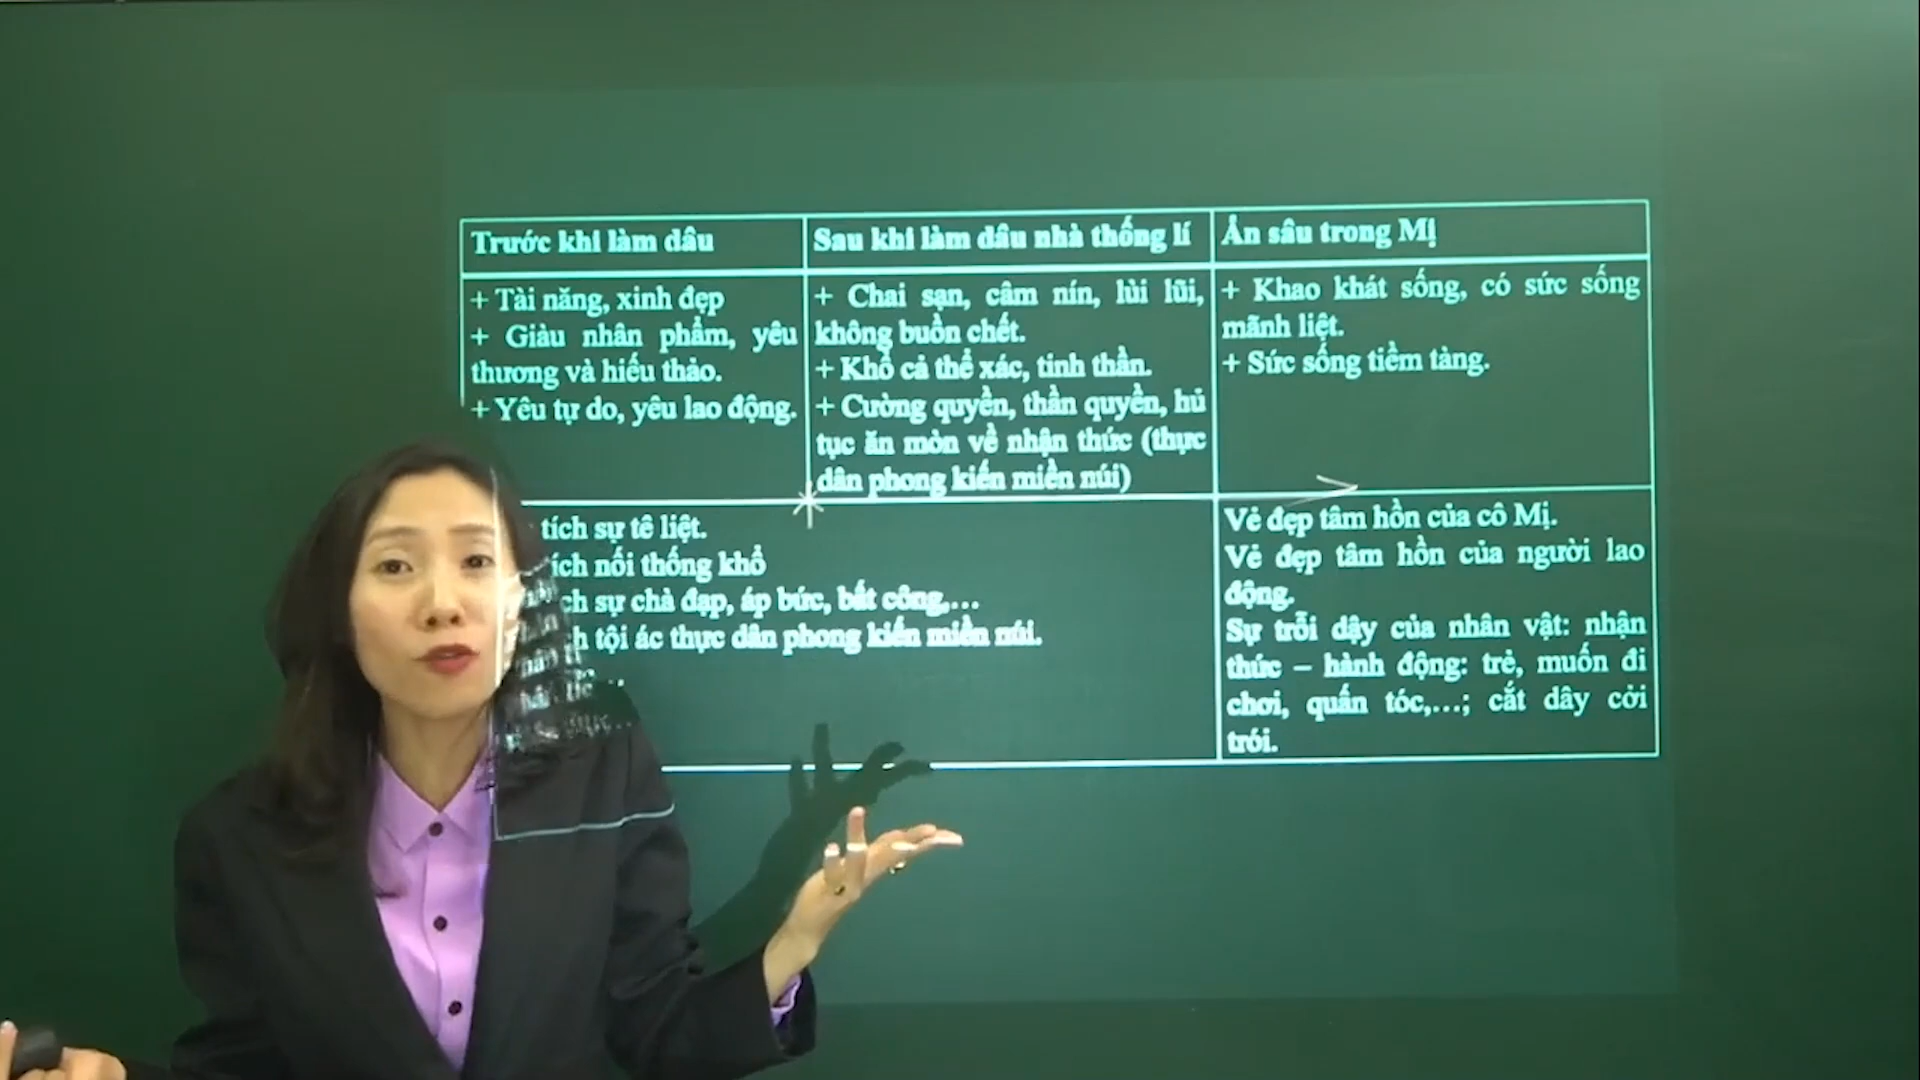 Trước khi làm dâu
Sau khi làm dâu nhà thống lí
Ẩn sâu trong Mị
+ Tài năng, xinh đẹp
+ Giàu nhân phẩm, yêu
thương và hiếu thảo.
+ Yêu tự do, yêu lao động.
+ Chai sạn, câm nín, lùi lũi,
không buồn chết.
+ Khổ cả thể xác, tinh thần.
+ Cường quyền, thần quyền, hủ
tục ăn mòn về nhận thức (thực
dân phong kiến miền núi)
+ Khao khát sống, có sức sống
mãnh liệt.
+ Sức sống tiềm tàng.
tích sự tê liệt.
nối thống khổ
sự chà đạp, áp bức, bất công,...
tội ác thực dân phong kiến miền núi.
Vẻ đẹp tâm hồn của cô Mị.
Vẻ đẹp tâm hồn của người lao
động.
Sự trỗi dậy của nhân vật: nhận
thức – hành động: trẻ, muốn đi
chơi, quấn tóc,...; cắt dây cởi
trói.